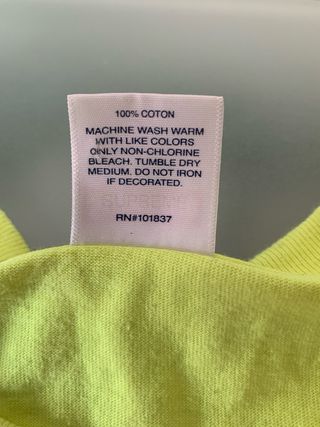 100% COTON
MACHINE WASH WARM
WITH LIKE COLORS
ONLY NON-CHLORINE
BLEACH. TUMBLE DRY
MEDIUM. DO NOT IRON
IF DECORATED.
SUPREME
RN#101837